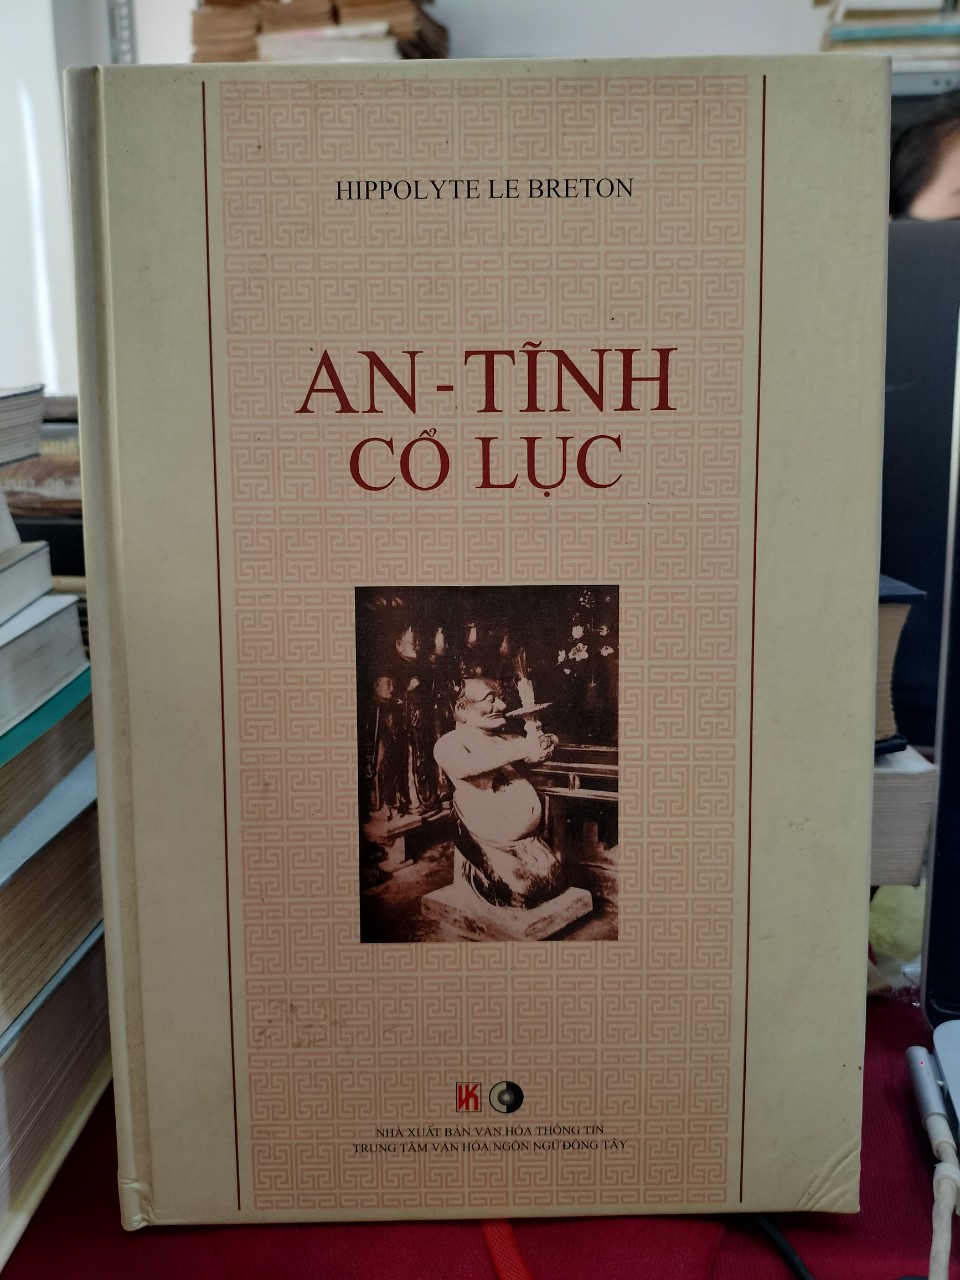 HIPPOLYTE LE BRETON
AN - TĨNH
CỔ LỤC
NHÀ XUẤT BẢN VĂN HÓA THÔNG TIN
TRUNG TÂM VĂN HÓA NGÔN NGỮ ĐÔNG TÂY